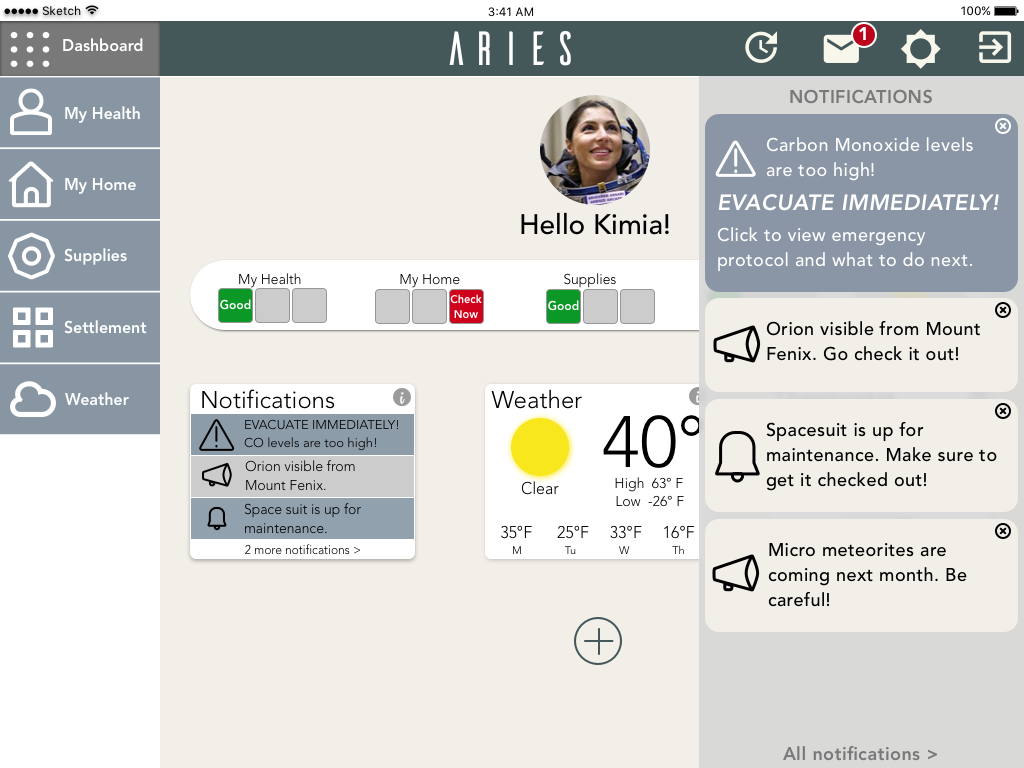 Sketch
3:41 AM
100%
Dashboard
ARIES
1
My Health
My Home
Supplies
Settlement
Weather
Hello Kimia!
My Health
Good
My Home
Check
Now
Supplies
Good
Notifications
i
EVACUATE IMMEDIATELY!
CO levels are too high!
Orion visible from
Mount Fenix.
Space suit is up for
maintenance.
2 more notifications >
Weather
40°
Clear
High 63° F
Low -26° F
35°F
25°F
33°F
16°F
M
Tu
W
Th
NOTIFICATIONS
Carbon Monoxide levels
are too high!
EVACUATE IMMEDIATELY!
Click to view emergency
protocol and what to do next.
Orion visible from Mount
Fenix. Go check it out!
Spacesuit is up for
maintenance. Make sure to
get it checked out!
Micro meteorites are
coming next month. Be
careful!
All notifications >